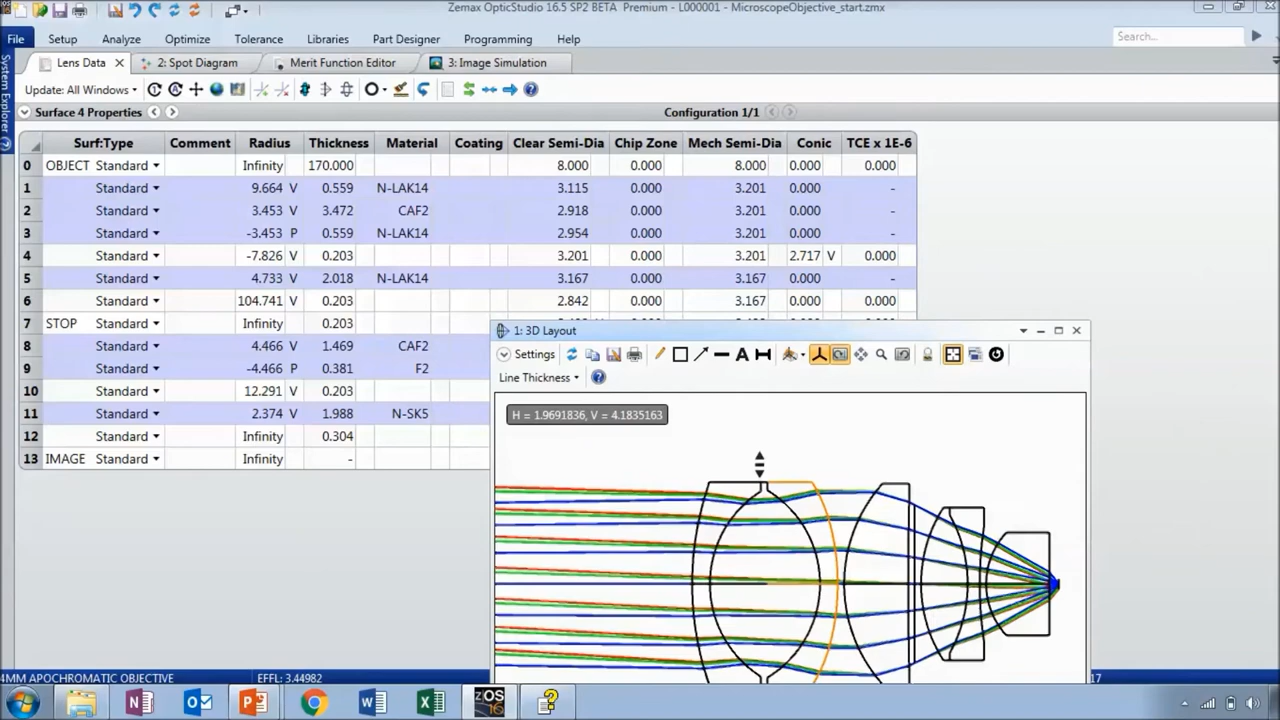 Zemax OpticStudio 16.5 SP2 BETA Premium - L000001 - MicroscopeObjective_start.zmx
File Setup Analyze Optimize Tolerance Libraries Part Designer Programming Help Search...
System Explorer
Lens Data 2: Spot Diagram Merit Function Editor 3: Image Simulation
Update: All Windows
Surface 4 Properties Configuration 1/1
Surf:Type Comment Radius Thickness Material Coating Clear Semi-Dia Chip Zone Mech Semi-Dia Conic TCE x 1E-6
0 OBJECT Standard Infinity 170.000 8.000 0.000 8.000 0.000 0.000
1 Standard 9.664 V 0.559 N-LAK14 3.115 0.000 3.201 0.000 -
2 Standard 3.453 V 3.472 CAF2 2.918 0.000 3.201 0.000 -
3 Standard -3.453 P 0.559 N-LAK14 2.954 0.000 3.201 0.000 -
4 Standard -7.826 V 0.203 3.201 0.000 3.201 2.717 V 0.000
5 Standard 4.733 V 2.018 N-LAK14 3.167 0.000 3.167 0.000 -
6 Standard 104.741 V 0.203 2.842 0.000 3.167 0.000 0.000
7 STOP Standard Infinity 0.203
8 Standard 4.466 V 1.469 CAF2
9 Standard -4.466 P 0.381 F2
10 Standard 12.291 V 0.203
11 Standard 2.374 V 1.988 N-SK5
12 Standard Infinity 0.304
13 IMAGE Standard Infinity -
1: 3D Layout
Settings
Line Thickness
H = 1.9691836, V = 4.1835163
4MM APOCHROMATIC OBJECTIVE EFFL: 3.44982 17